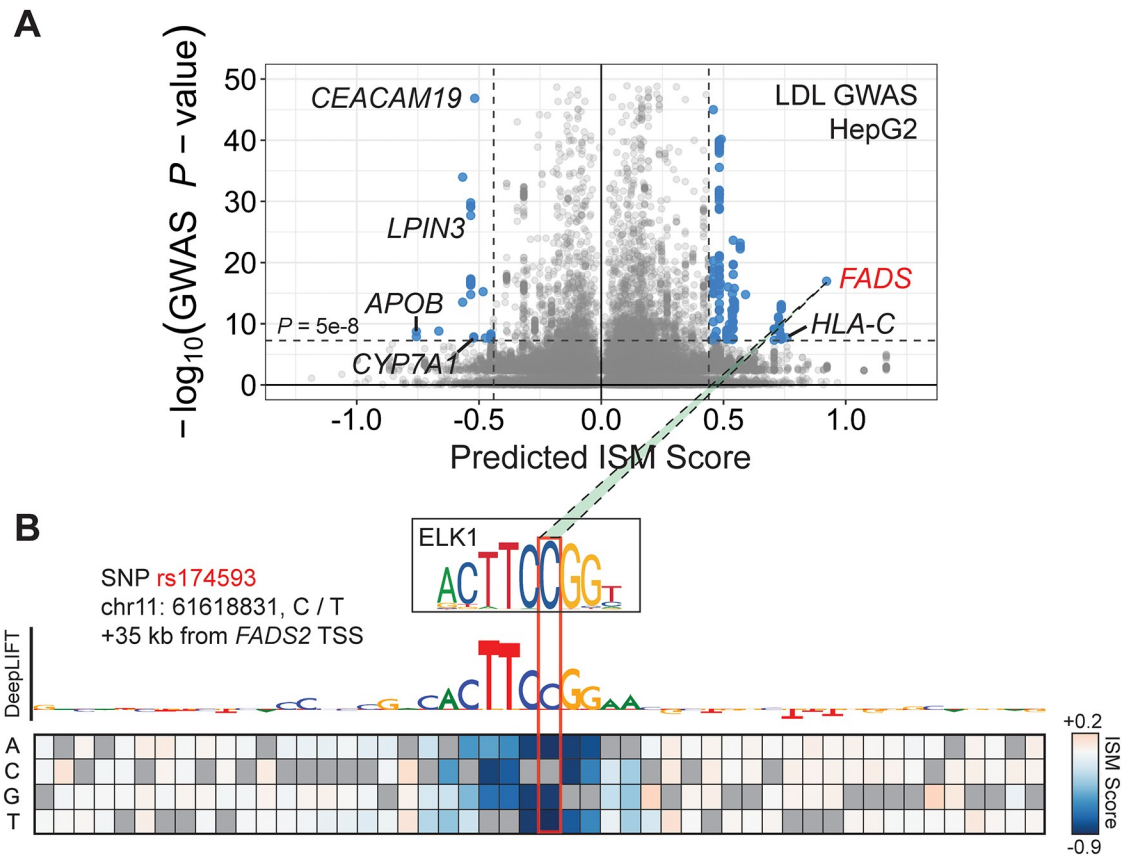 A
−log10(GWAS P − value)
50
40
30
20
10
0
CEACAM19
LDL GWAS
HepG2
LPIN3
FADS
APOB
P = 5e-8
HLA-C
CYP7A1
-1.0 -0.5 0.0 0.5 1.0
Predicted ISM Score
B
ELK1
ACTTCCGGT
SNP rs174593
chr11: 61618831, C / T
+35 kb from FADS2 TSS
DeepLIFT
CACTTCCGGAA
+0.2
ISM Score
-0.9
A
C
G
T